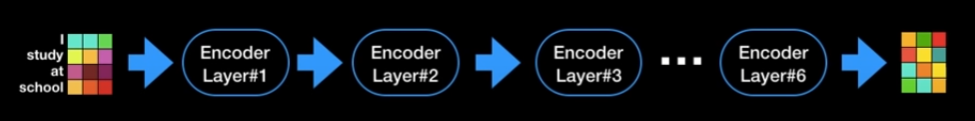 I
study
at
school
Encoder
Layer#1
Encoder
Layer#2
Encoder
Layer#3
...
Encoder
Layer#6